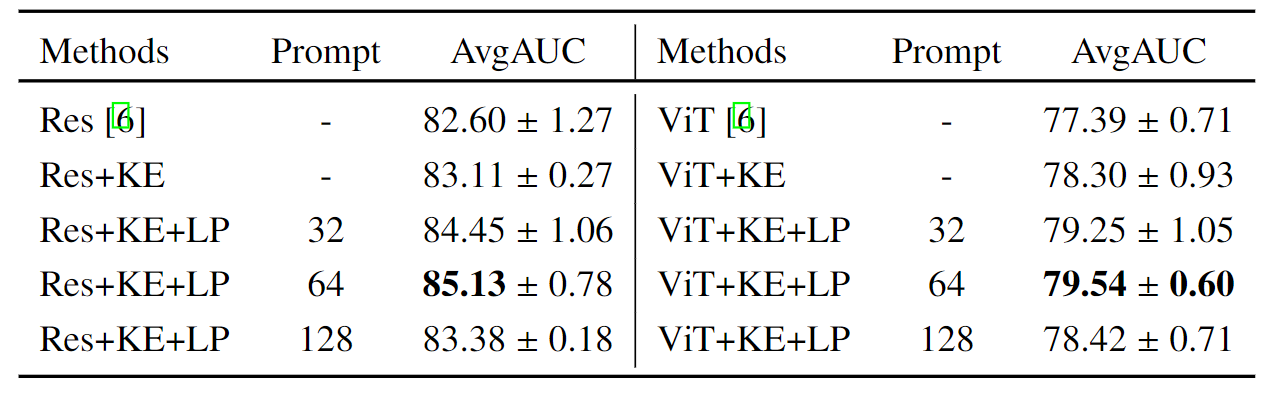 Methods Prompt AvgAUC Methods Prompt AvgAUC
Res [6] - 82.60 ± 1.27 ViT [6] - 77.39 ± 0.71
Res+KE - 83.11 ± 0.27 ViT+KE - 78.30 ± 0.93
Res+KE+LP 32 84.45 ± 1.06 ViT+KE+LP 32 79.25 ± 1.05
Res+KE+LP 64 85.13 ± 0.78 ViT+KE+LP 64 79.54 ± 0.60
Res+KE+LP 128 83.38 ± 0.18 ViT+KE+LP 128 78.42 ± 0.71